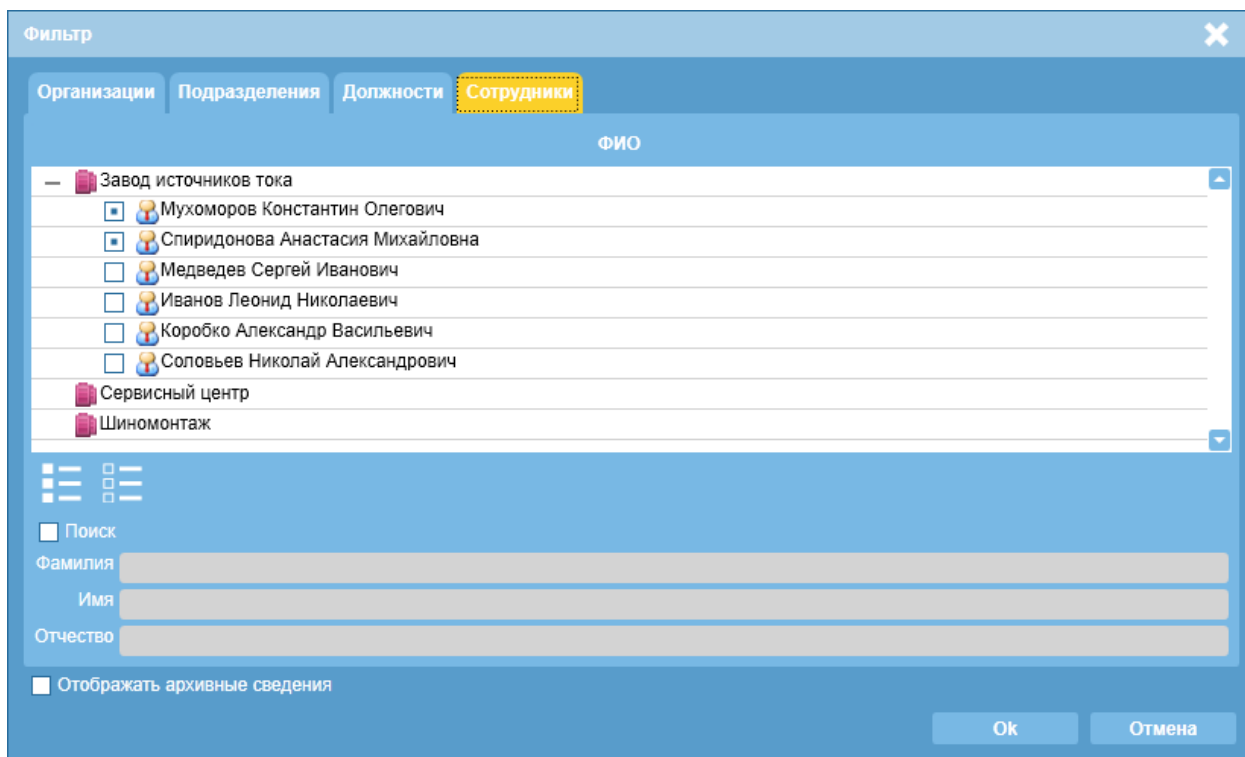 Фильтр
Организации Подразделения Должности Сотрудники
ФИО
Завод источников тока
Мухоморов Константин Олегович
Спиридонова Анастасия Михайловна
Медведев Сергей Иванович
Иванов Леонид Николаевич
Коробко Александр Васильевич
Соловьев Николай Александрович
Сервисный центр
Шиномонтаж
Поиск
Фамилия
Имя
Отчество
Отображать архивные сведения
Ok Отмена